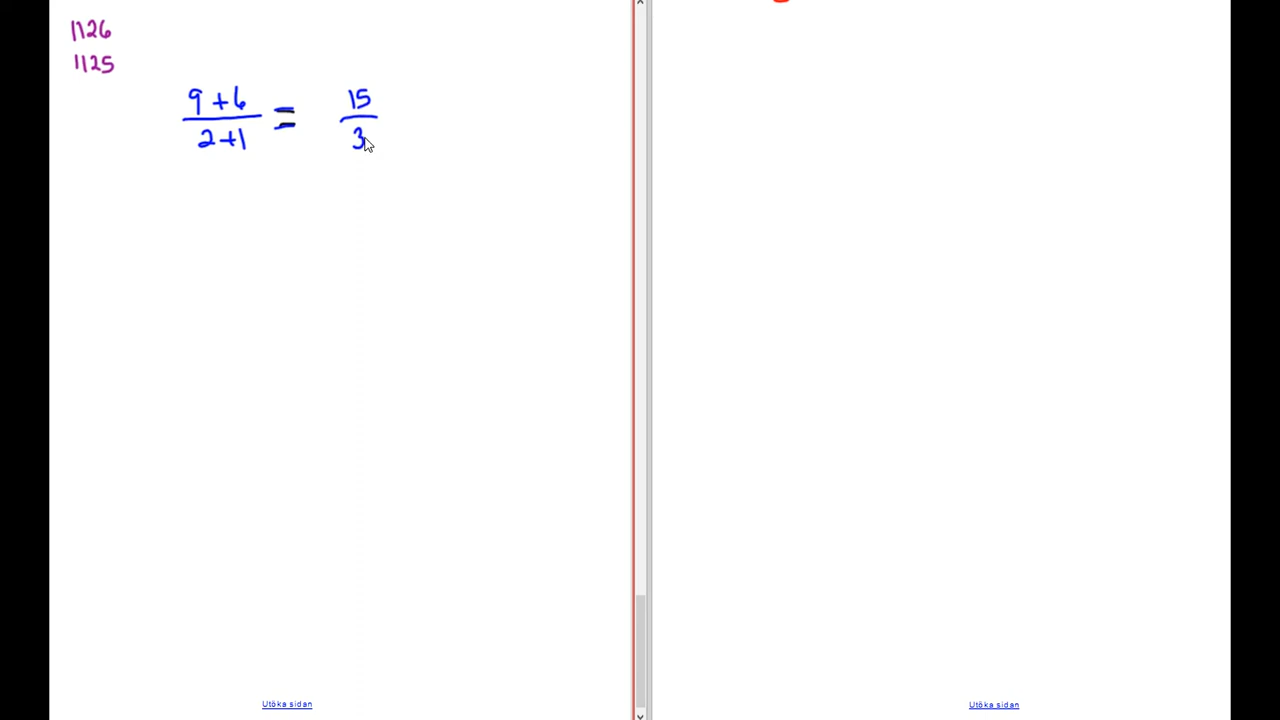 1126
1125
9+6 = 15
2+1 3
Utöka sidan
Utöka sidan